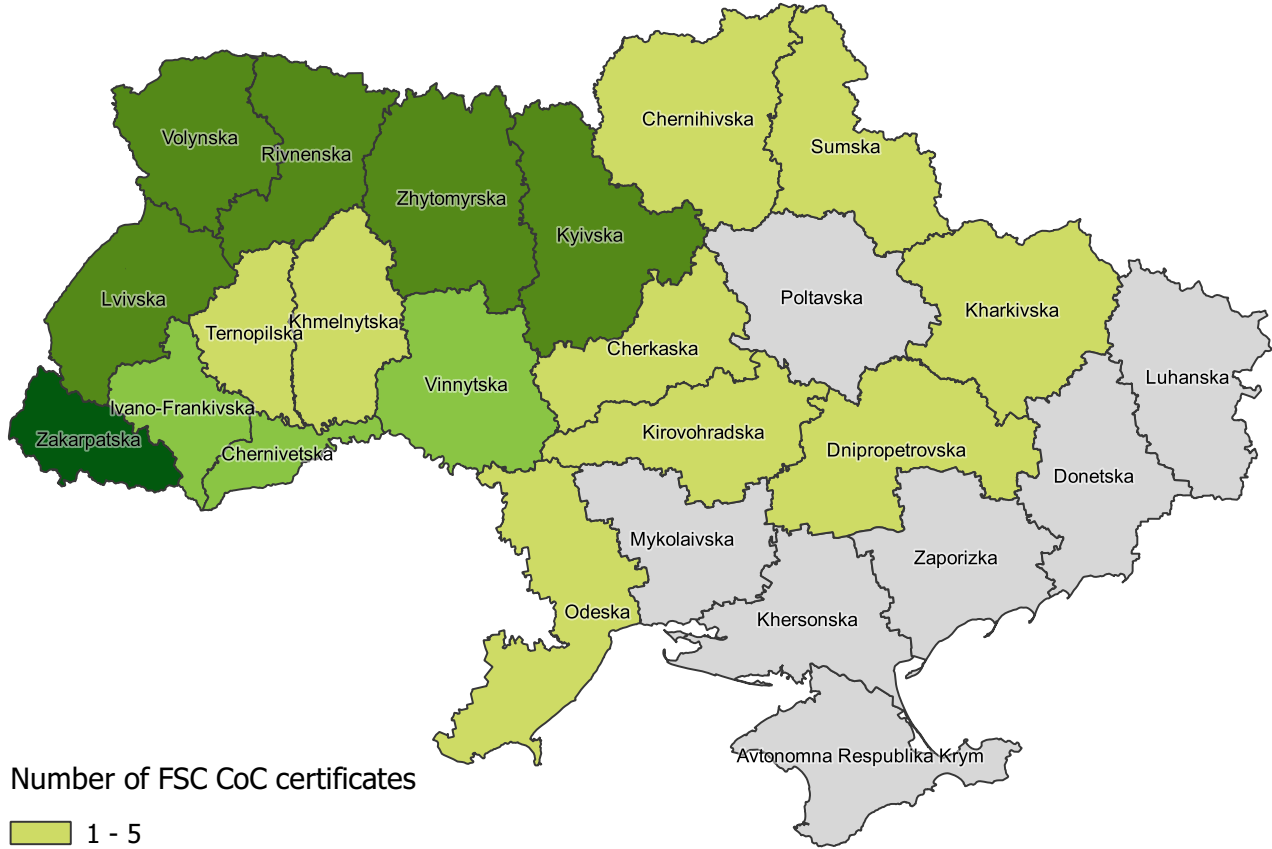 Chernihivska
Sumska
Volynska
Rivnenska
Zhytomyrska
Kyivska
Lvivska
Poltavska
Kharkivska
Ternopilska
Khmelnytska
Cherkaska
Luhanska
Vinnytska
Ivano-Frankivska
Zakarpatska
Chernivetska
Kirovohradska
Dnipropetrovska
Donetska
Mykolaivska
Zaporizka
Odeska
Khersonska
Avtonomna Respublika Krym
Number of FSC CoC certificates
1 - 5